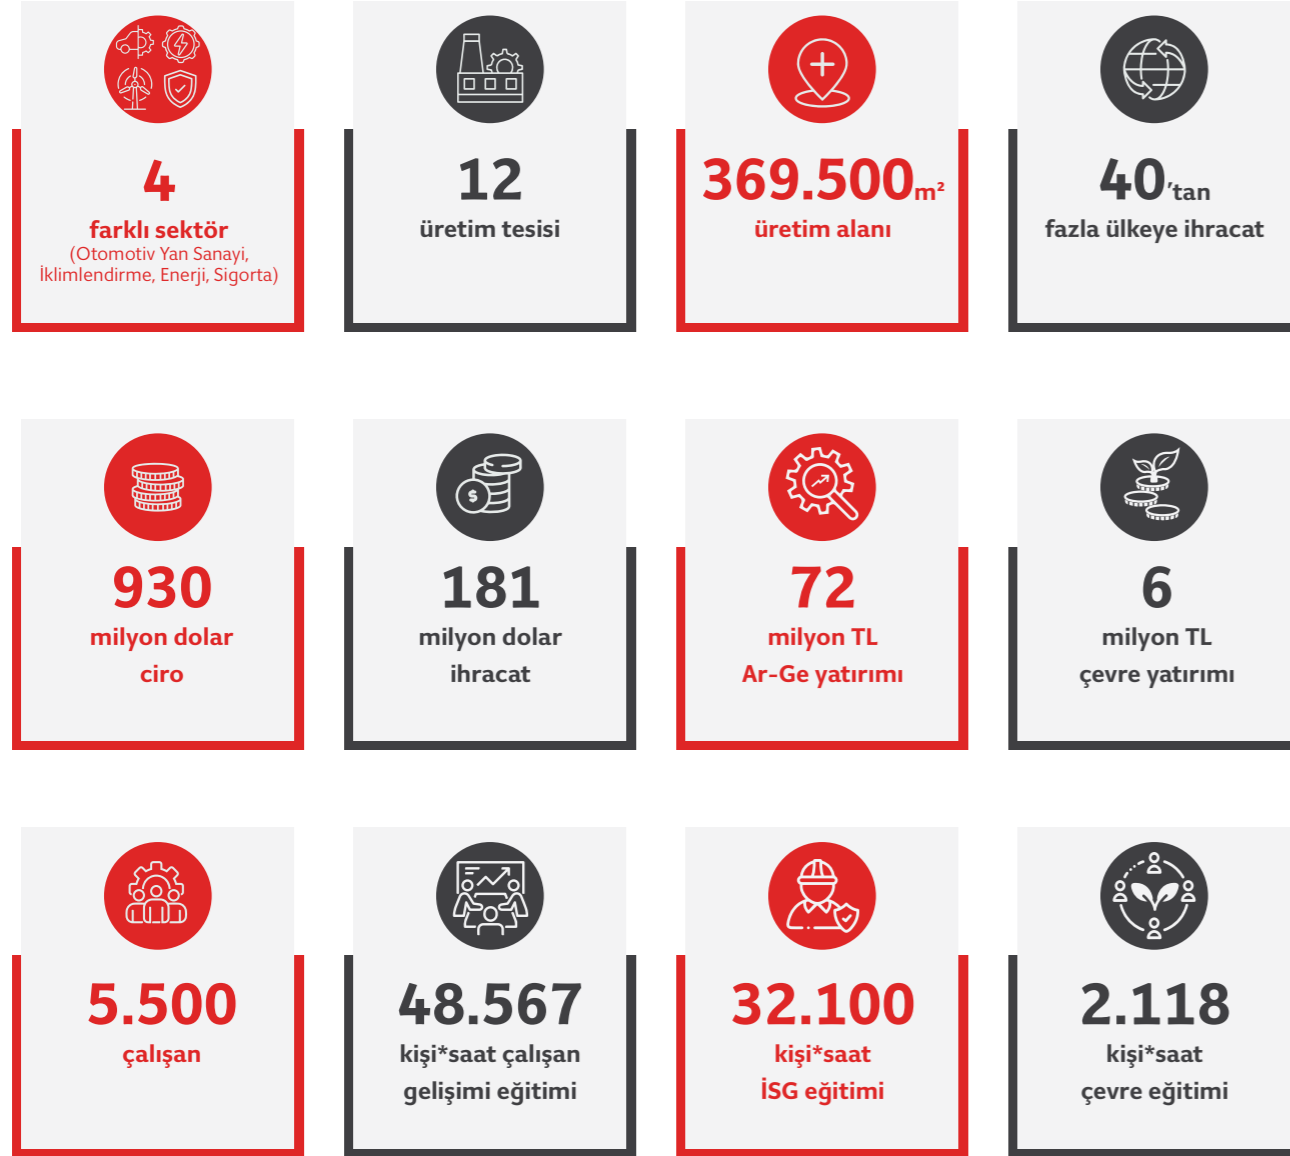 4
farklı sektör
(Otomotiv Yan Sanayi,
İklimlendirme, Enerji, Sigorta)
12
üretim tesisi
369.500m²
üretim alanı
40'tan
fazla ülkeye ihracat
930
milyon dolar
ciro
$
181
milyon dolar
ihracat
72
milyon TL
Ar-Ge yatırımı
6
milyon TL
çevre yatırımı
5.500
çalışan
48.567
kişi*saat çalışan
gelişimi eğitimi
32.100
kişi*saat
İSG eğitimi
2.118
kişi*saat
çevre eğitimi